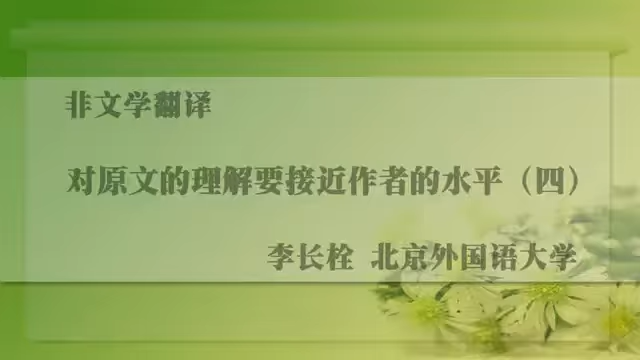 非文学翻译
对原文的理解要接近作者的水平（四）
李长栓 北京外国语大学